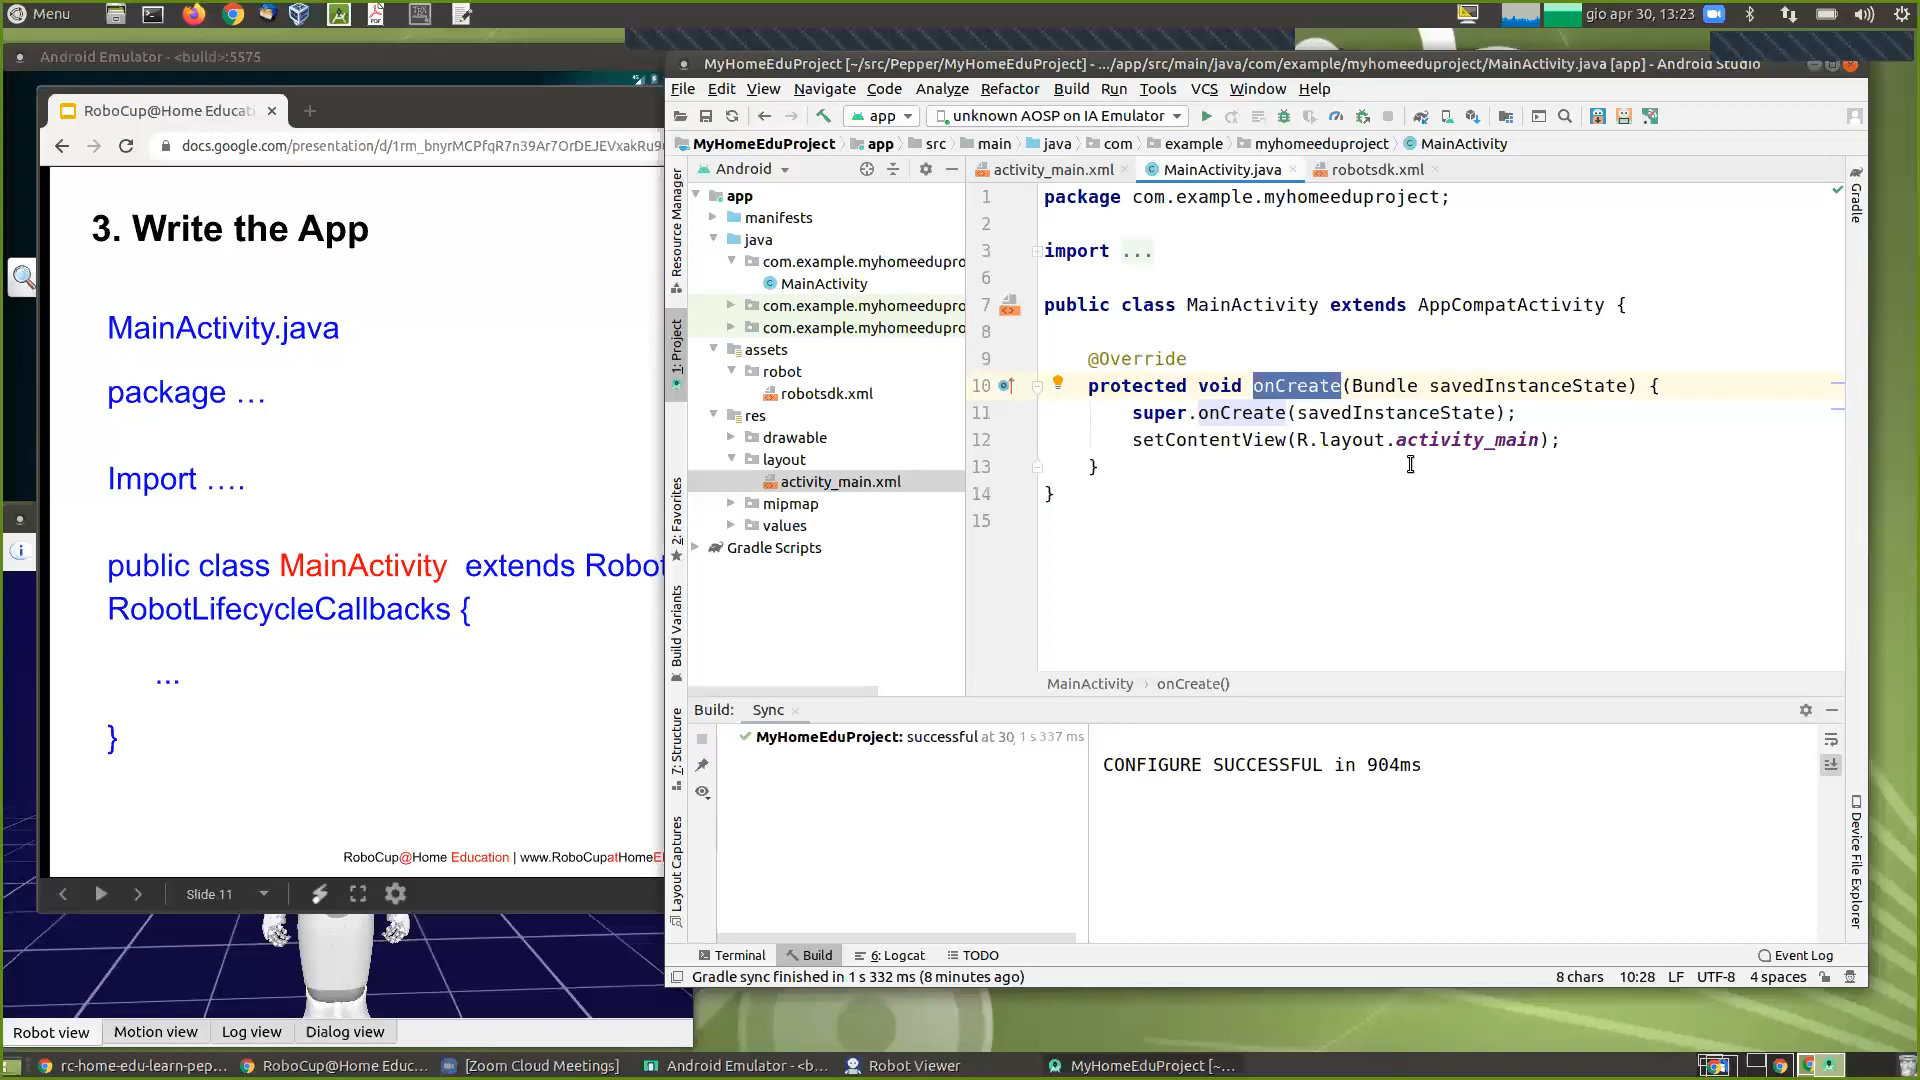 Menu
gio apr 30, 13:23
Android Emulator - <build>:5575
RoboCup@Home Educati
docs.google.com/presentation/d/1rm_bnyrMCPfqR7n39Ar7OrDEJEVxakRu9
3. Write the App
MainActivity.java
package …
Import ….
public class MainActivity extends Robot
RobotLifecycleCallbacks {
...
}
RoboCup@Home Education | www.RoboCupatHomeE
Slide 11
Robot view
Motion view
Log view
Dialog view
MyHomeEduProject [~/src/Pepper/MyHomeEduProject] - .../app/src/main/java/com/example/myhomeeduproject/MainActivity.java [app] - Android Studio
File Edit View Navigate Code Analyze Refactor Build Run Tools VCS Window Help
app
unknown AOSP on IA Emulator
MyHomeEduProject app src main java com example myhomeeduproject MainActivity
Resource Manager
1: Project
2: Favorites
Build Variants
7: Structure
Layout Captures
Android
app
manifests
java
com.example.myhomeedupro
MainActivity
com.example.myhomeedupro
com.example.myhomeedupro
assets
robot
robotsdk.xml
res
drawable
layout
activity_main.xml
mipmap
values
Gradle Scripts
activity_main.xml
MainActivity.java
robotsdk.xml
1 package com.example.myhomeeduproject;
2
3 import ...
6
7 public class MainActivity extends AppCompatActivity {
8
9 @Override
10 protected void onCreate(Bundle savedInstanceState) {
11 super.onCreate(savedInstanceState);
12 setContentView(R.layout.activity_main);
13 }
14 }
15
MainActivity > onCreate()
Gradle
Device File Explorer
Build: Sync
MyHomeEduProject: successful at 30, 1 s 337 ms
CONFIGURE SUCCESSFUL in 904ms
Terminal
Build
6: Logcat
TODO
Event Log
Gradle sync finished in 1 s 332 ms (8 minutes ago)
8 chars 10:28 LF UTF-8 4 spaces
rc-home-edu-learn-pep...
RoboCup@Home Educ...
[Zoom Cloud Meetings]
Android Emulator - <b...
Robot Viewer
MyHomeEduProject [~...